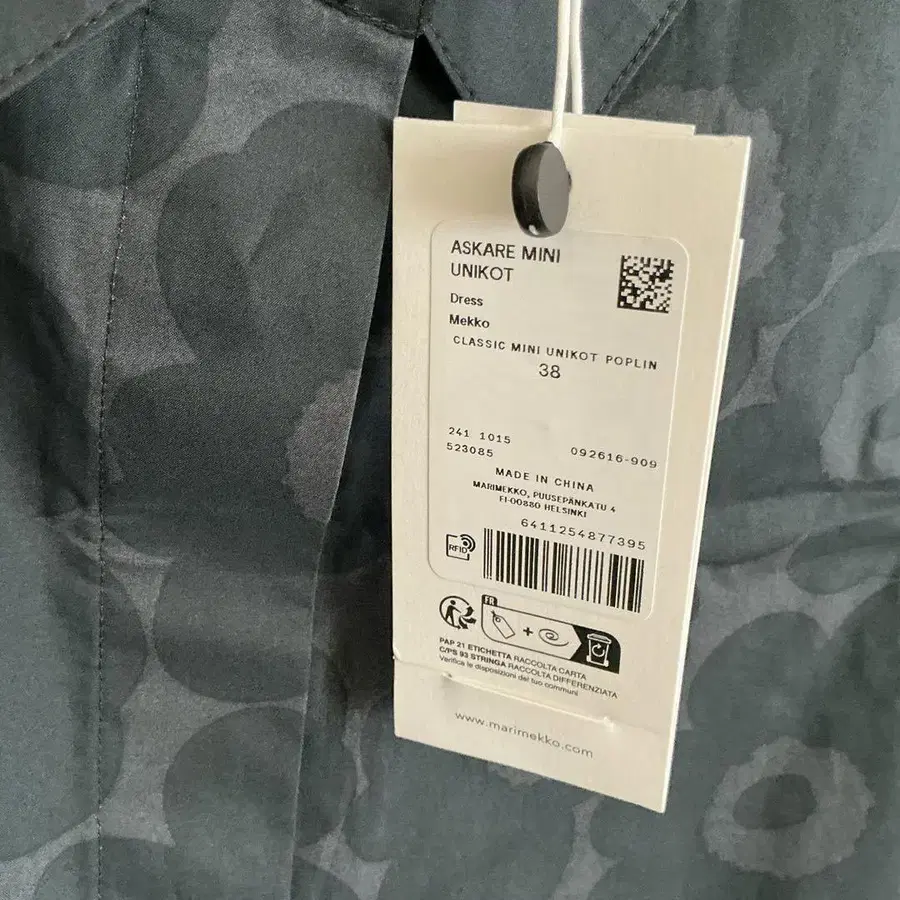 ASKARE MINI
UNIKOT
Dress
Mekko
CLASSIC MINI UNIKOT POPLIN
38
241 1015
523085
092616-909
MADE IN CHINA
MARIMEKKO, PUUSEPÄNKATU 4
FI-00880 HELSINKI
6411254877395
RFID
FR
PAP 21 ETICHETTA RACCOLTA CARTA
C/PS 93 STRINGA RACCOLTA DIFFERENZIATA
Verifica le disposizioni del tuo communi
www.marimekko.com